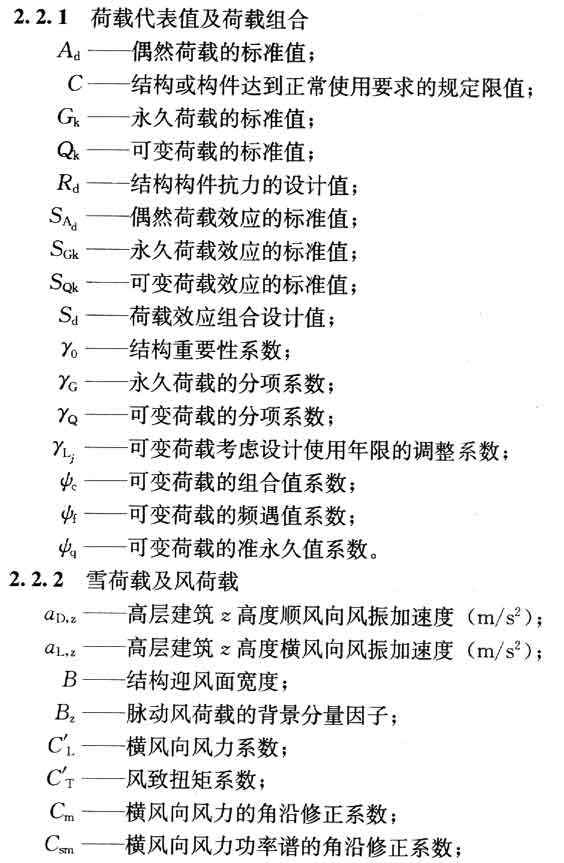 2.2.1 荷载代表值及荷载组合
A_d——偶然荷载的标准值；
C——结构或构件达到正常使用要求的规定限值；
G_k——永久荷载的标准值；
Q_k——可变荷载的标准值；
R_d——结构构件抗力的设计值；
S_{A_d}——偶然荷载效应的标准值；
S_{Gk}——永久荷载效应的标准值；
S_{Qk}——可变荷载效应的标准值；
S_d——荷载效应组合设计值；
γ_0——结构重要性系数；
γ_G——永久荷载的分项系数；
γ_Q——可变荷载的分项系数；
γ_{L_j}——可变荷载考虑设计使用年限的调整系数；
ψ_c——可变荷载的组合值系数；
ψ_f——可变荷载的频遇值系数；
ψ_q——可变荷载的准永久值系数。
2.2.2 雪荷载及风荷载
a_{D,z}——高层建筑 z 高度顺风向风振加速度（m/s²）；
a_{L,z}——高层建筑 z 高度横风向风振加速度（m/s²）；
B——结构迎风面宽度；
B_z——脉动风荷载的背景分量因子；
C′_L——横风向风力系数；
C′_T——风致扭矩系数；
C_m——横风向风力的角沿修正系数；
C_{sm}——横风向风力功率谱的角沿修正系数；